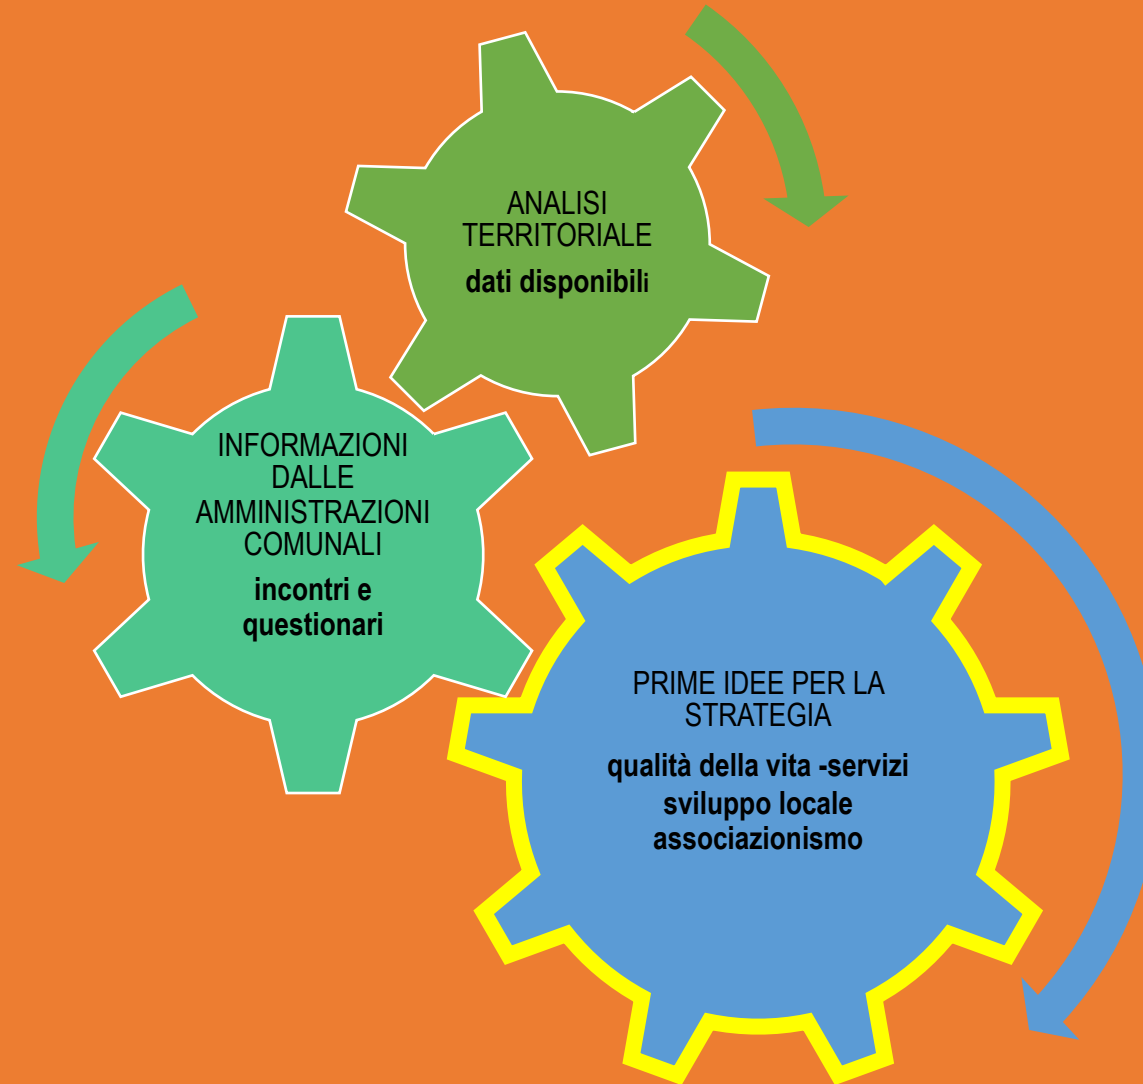 ANALISI
TERRITORIALE
dati disponibili
INFORMAZIONI
DALLE
AMMINISTRAZIONI
COMUNALI
incontri e
questionari
PRIME IDEE PER LA
STRATEGIA
qualità della vita -servizi
sviluppo locale
associazionismo